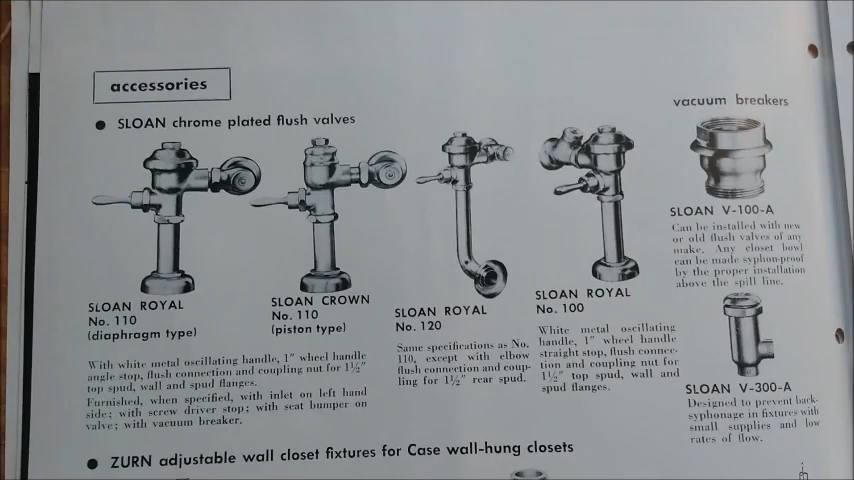 accessories
● SLOAN chrome plated flush valves
SLOAN ROYAL
No. 110
(diaphragm type)
SLOAN CROWN
No. 110
(piston type)
With white metal oscillating handle, 1" wheel handle
angle stop, flush connection and coupling nut for 1½"
top spud, wall and spud flanges.
Furnished, when specified, with inlet on left hand
side; with screw driver stop; with seat bumper on
valve; with vacuum breaker.
SLOAN ROYAL
No. 120
Same specifications as No.
110, except with elbow
flush connection and coup-
ling for 1½" rear spud.
SLOAN ROYAL
No. 100
White metal oscillating
handle, 1" wheel handle
straight stop, flush connec-
tion and coupling nut for
1½" top spud, wall and
spud flanges.
vacuum breakers
SLOAN V-100-A
Can be installed with new
or old flush valves of any
make. Any closet bowl
can be made syphon-proof
by the proper installation
above the spill line.
SLOAN V-300-A
Designed to prevent back-
syphonage in fixtures with
small supplies and low
rates of flow.
● ZURN adjustable wall closet fixtures for Case wall-hung closets